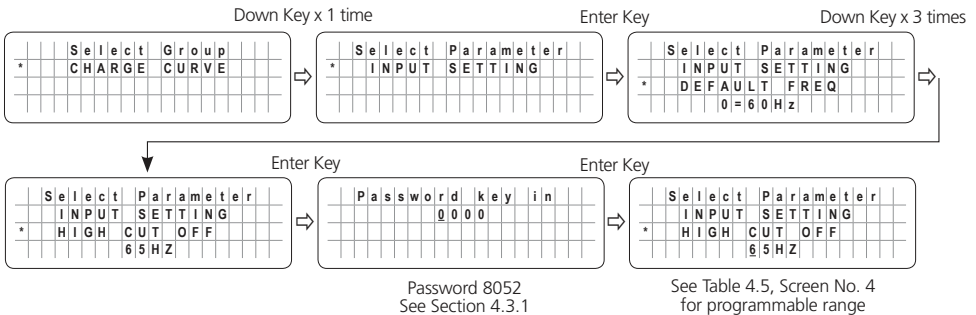 Down Key x 1 time
Enter Key
Down Key x 3 times
Select Group
* CHARGE CURVE
Select Parameter
* INPUT SETTING
Select Parameter
INPUT SETTING
* DEFAULT FREQ
0=60Hz
Enter Key
Enter Key
Select Parameter
INPUT SETTING
* HIGH CUT OFF
65HZ
Password key in
0000
Select Parameter
INPUT SETTING
* HIGH CUT OFF
65HZ
Password 8052
See Section 4.3.1
See Table 4.5, Screen No. 4
for programmable range